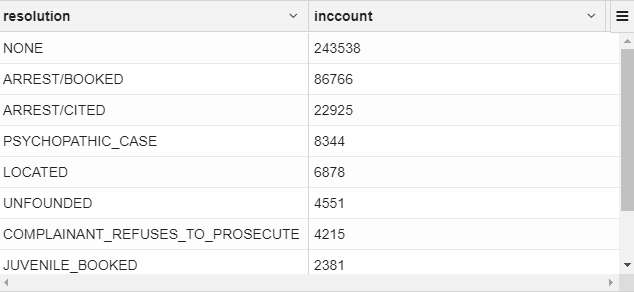 resolution inccount
NONE 243538
ARREST/BOOKED 86766
ARREST/CITED 22925
PSYCHOPATHIC_CASE 8344
LOCATED 6878
UNFOUNDED 4551
COMPLAINANT_REFUSES_TO_PROSECUTE 4215
JUVENILE_BOOKED 2381